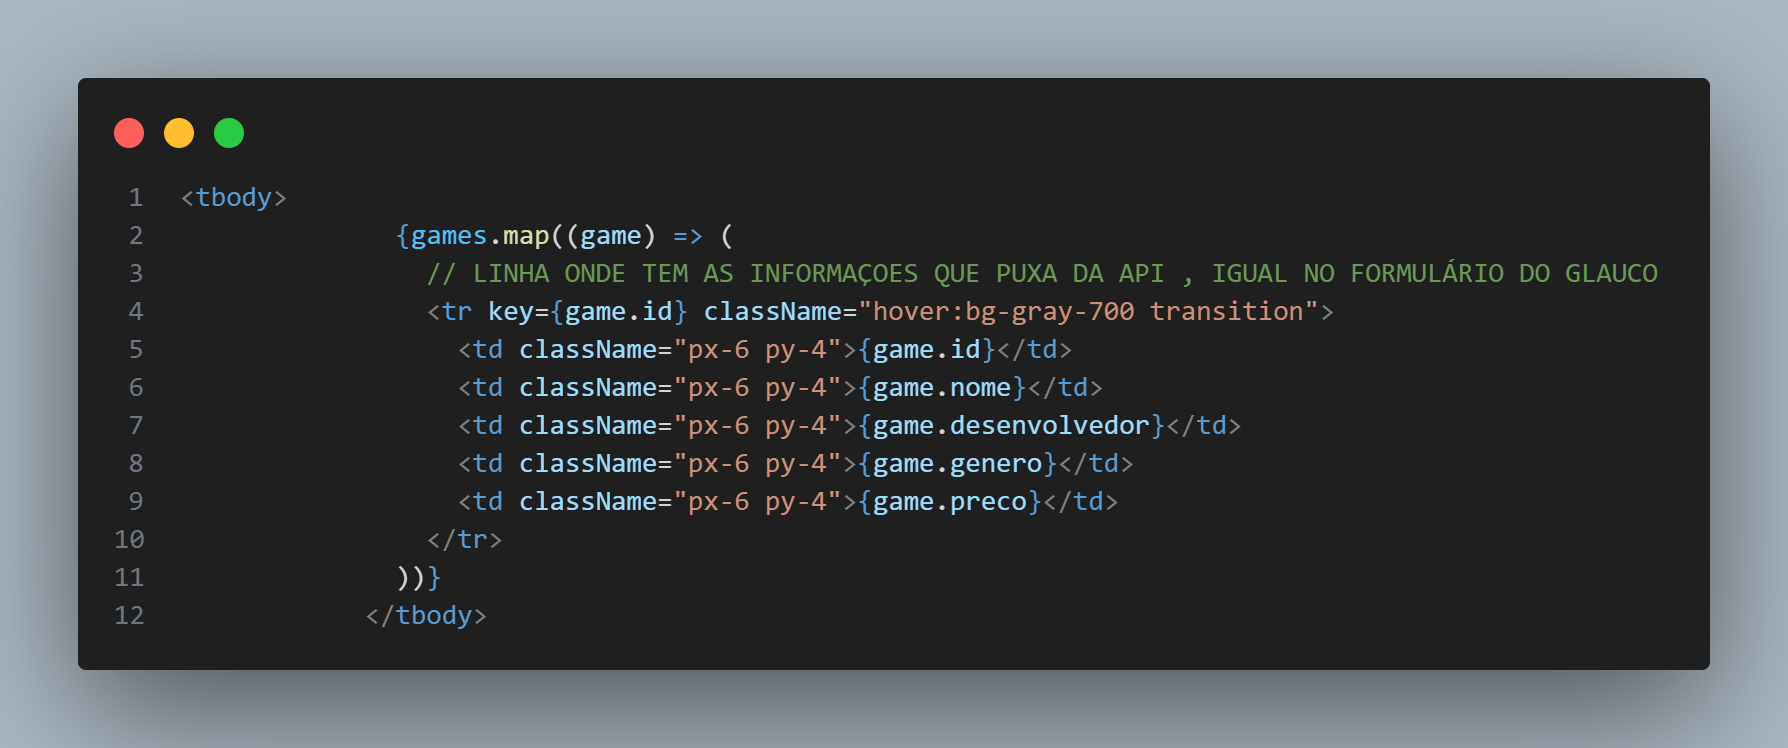 1 <tbody>
2 {games.map((game) => (
3 // LINHA ONDE TEM AS INFORMAÇOES QUE PUXA DA API , IGUAL NO FORMULÁRIO DO GLAUCO
4 <tr key={game.id} className="hover:bg-gray-700 transition">
5 <td className="px-6 py-4">{game.id}</td>
6 <td className="px-6 py-4">{game.nome}</td>
7 <td className="px-6 py-4">{game.desenvolvedor}</td>
8 <td className="px-6 py-4">{game.genero}</td>
9 <td className="px-6 py-4">{game.preco}</td>
10 </tr>
11 ))}
12 </tbody>